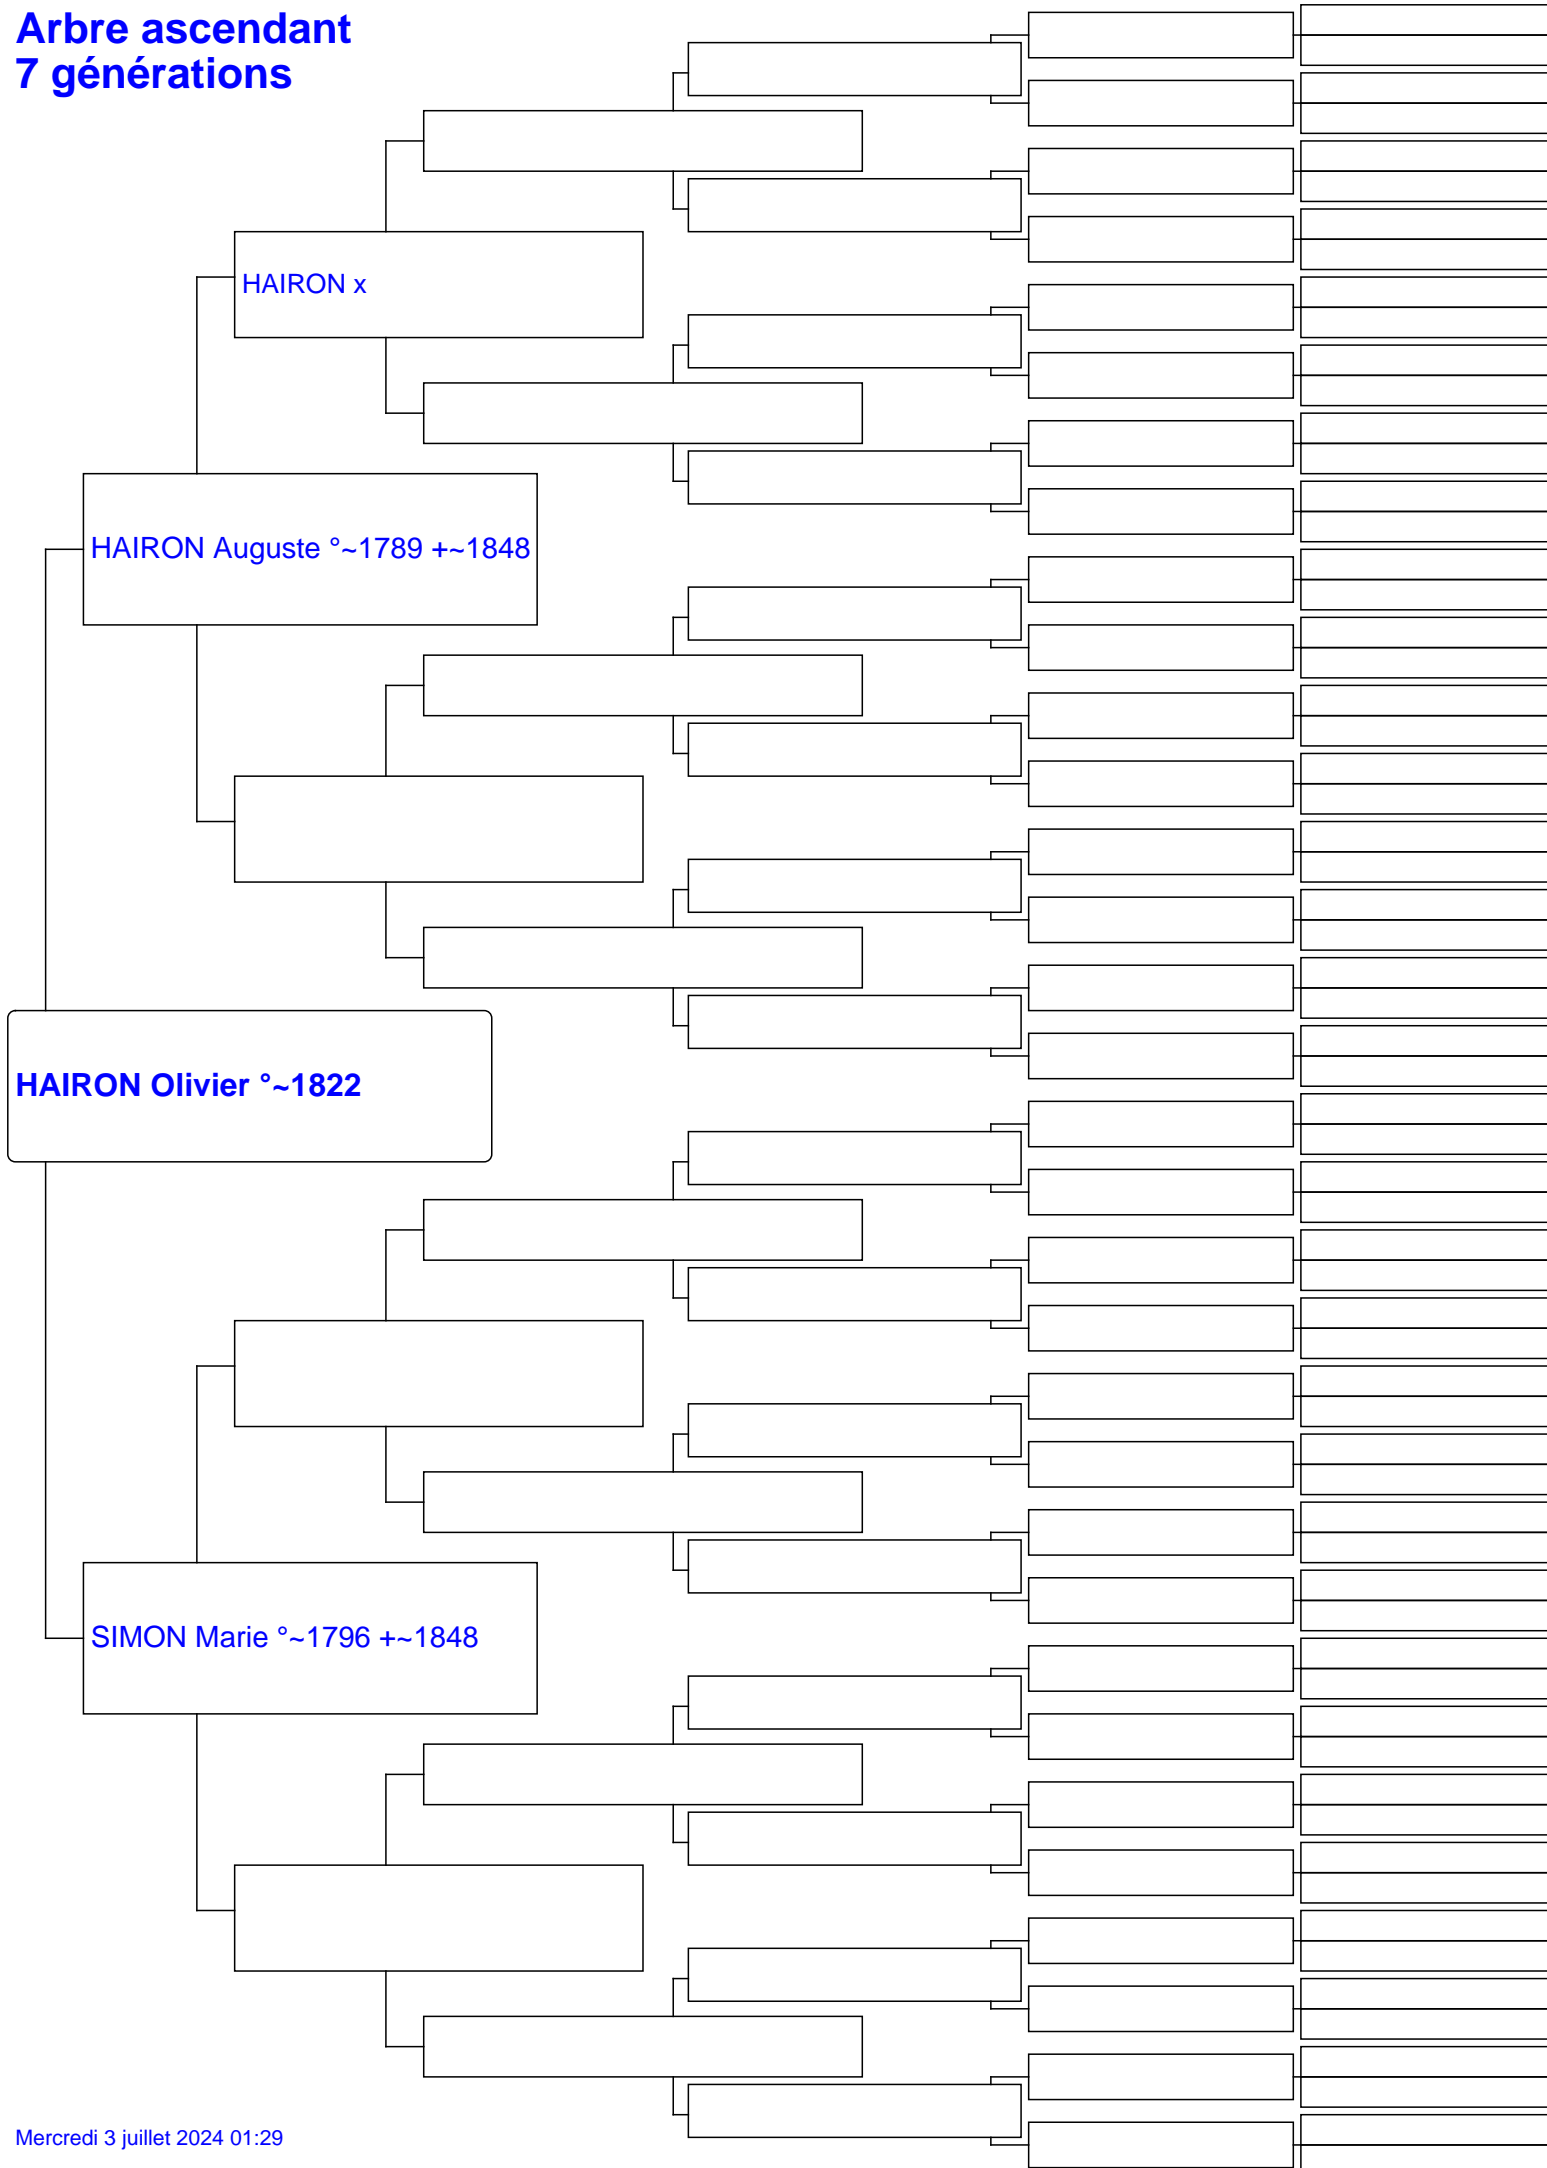 Arbre ascendant
7 générations
HAIRON x
HAIRON Auguste °~1789 +~1848
HAIRON Olivier °~1822
SIMON Marie °~1796 +~1848
Mercredi 3 juillet 2024 01:29